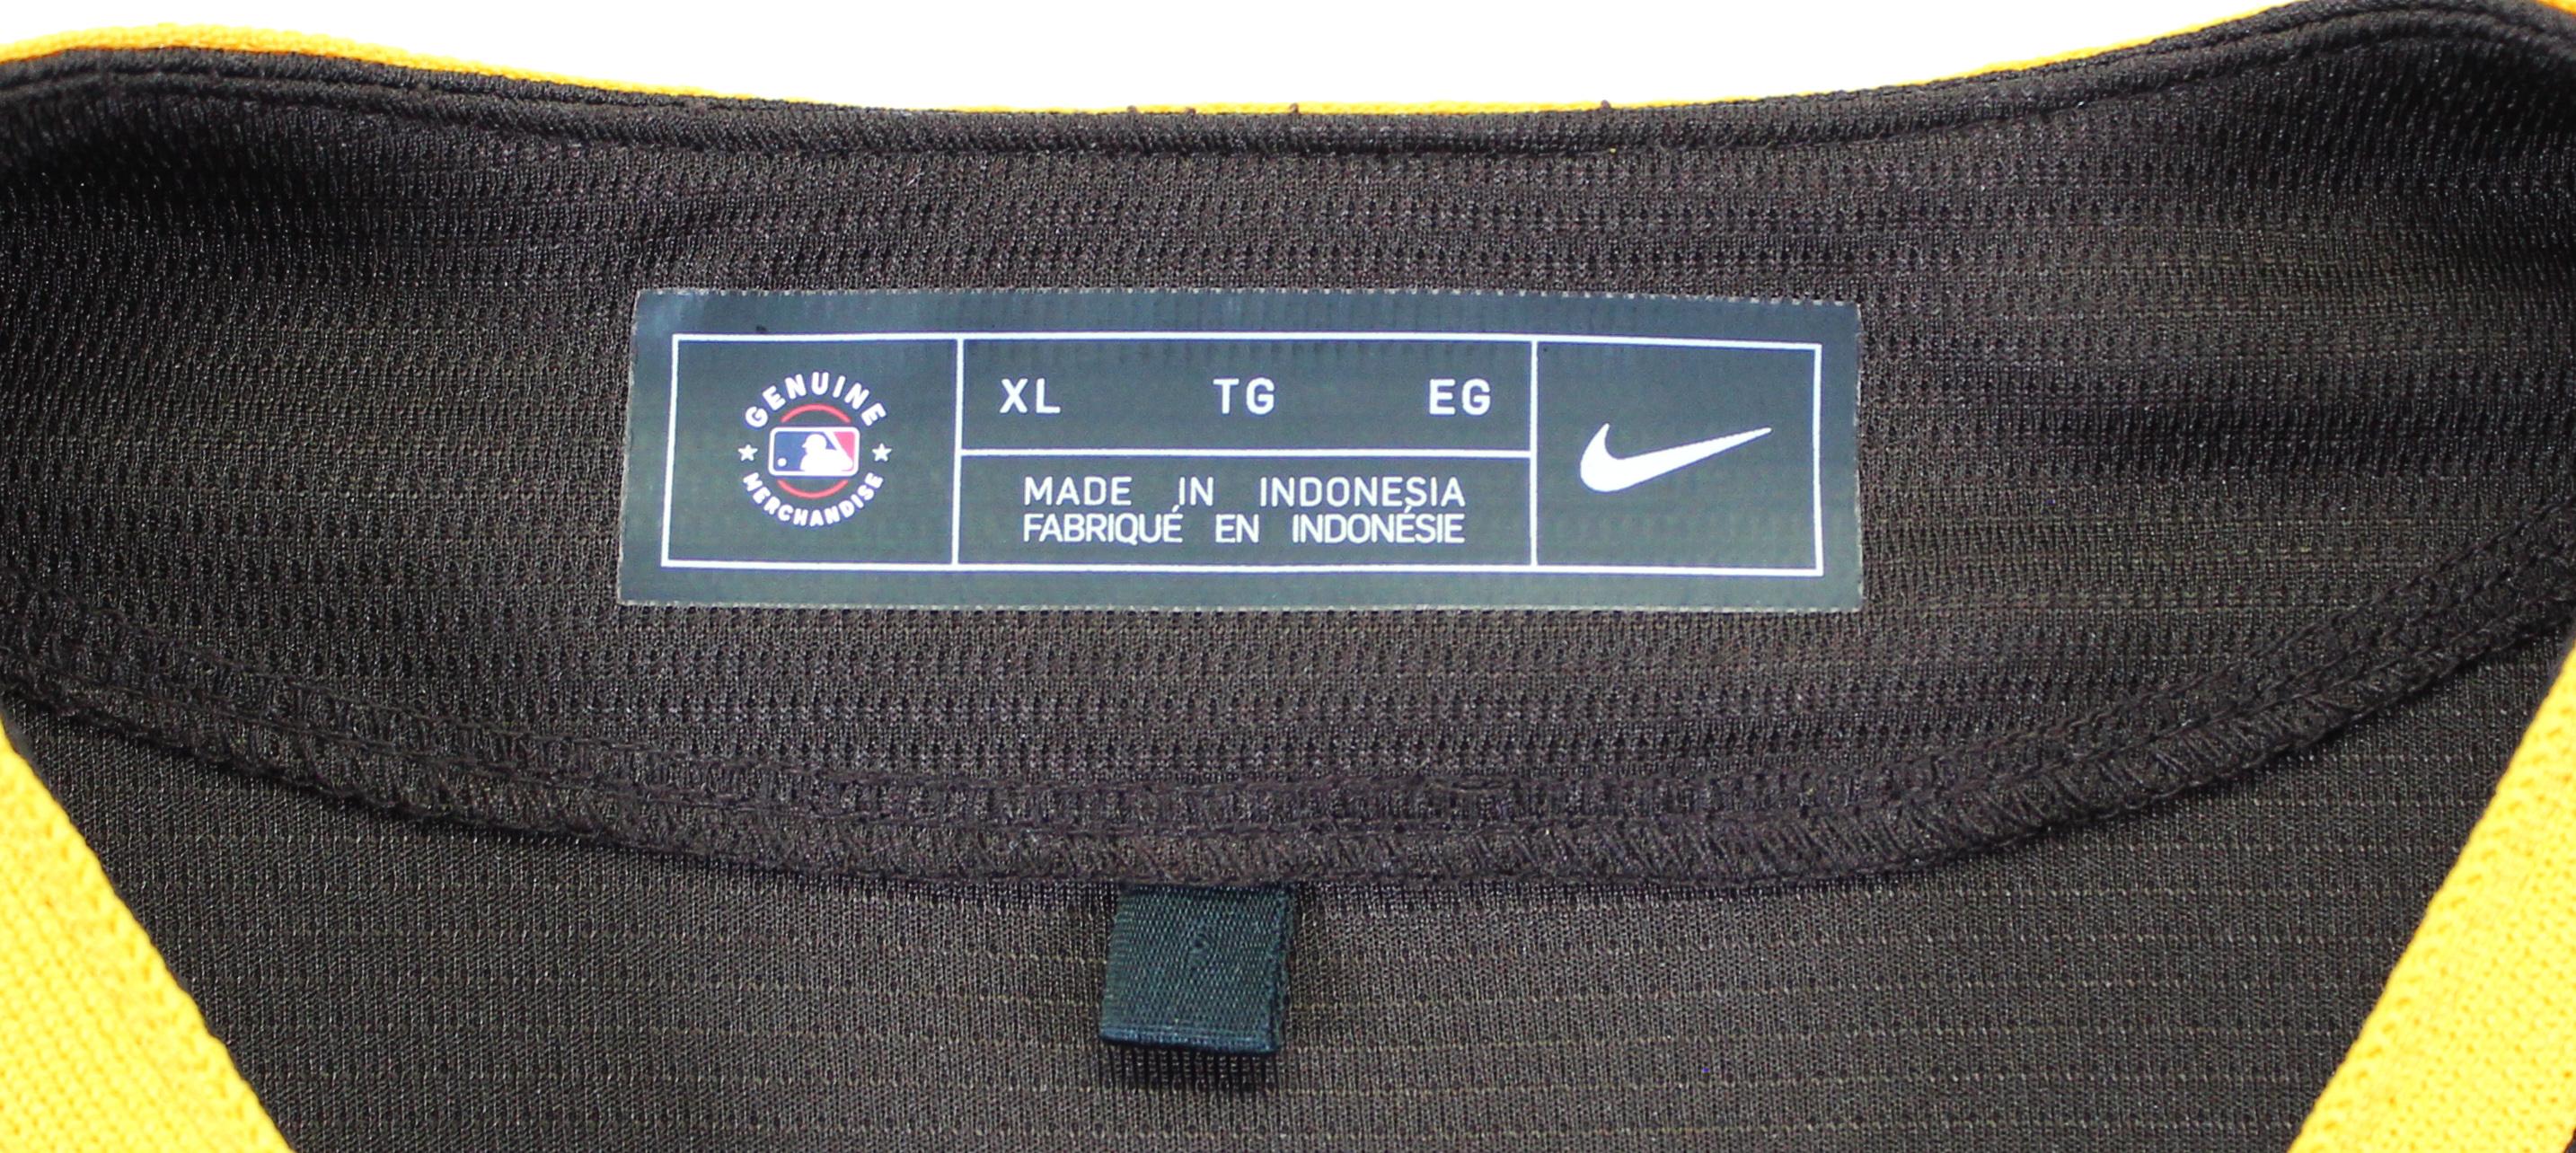 GENUINE
MERCHANDISE
XL TG EG
MADE IN INDONESIA
FABRIQUÉ EN INDONÉSIE